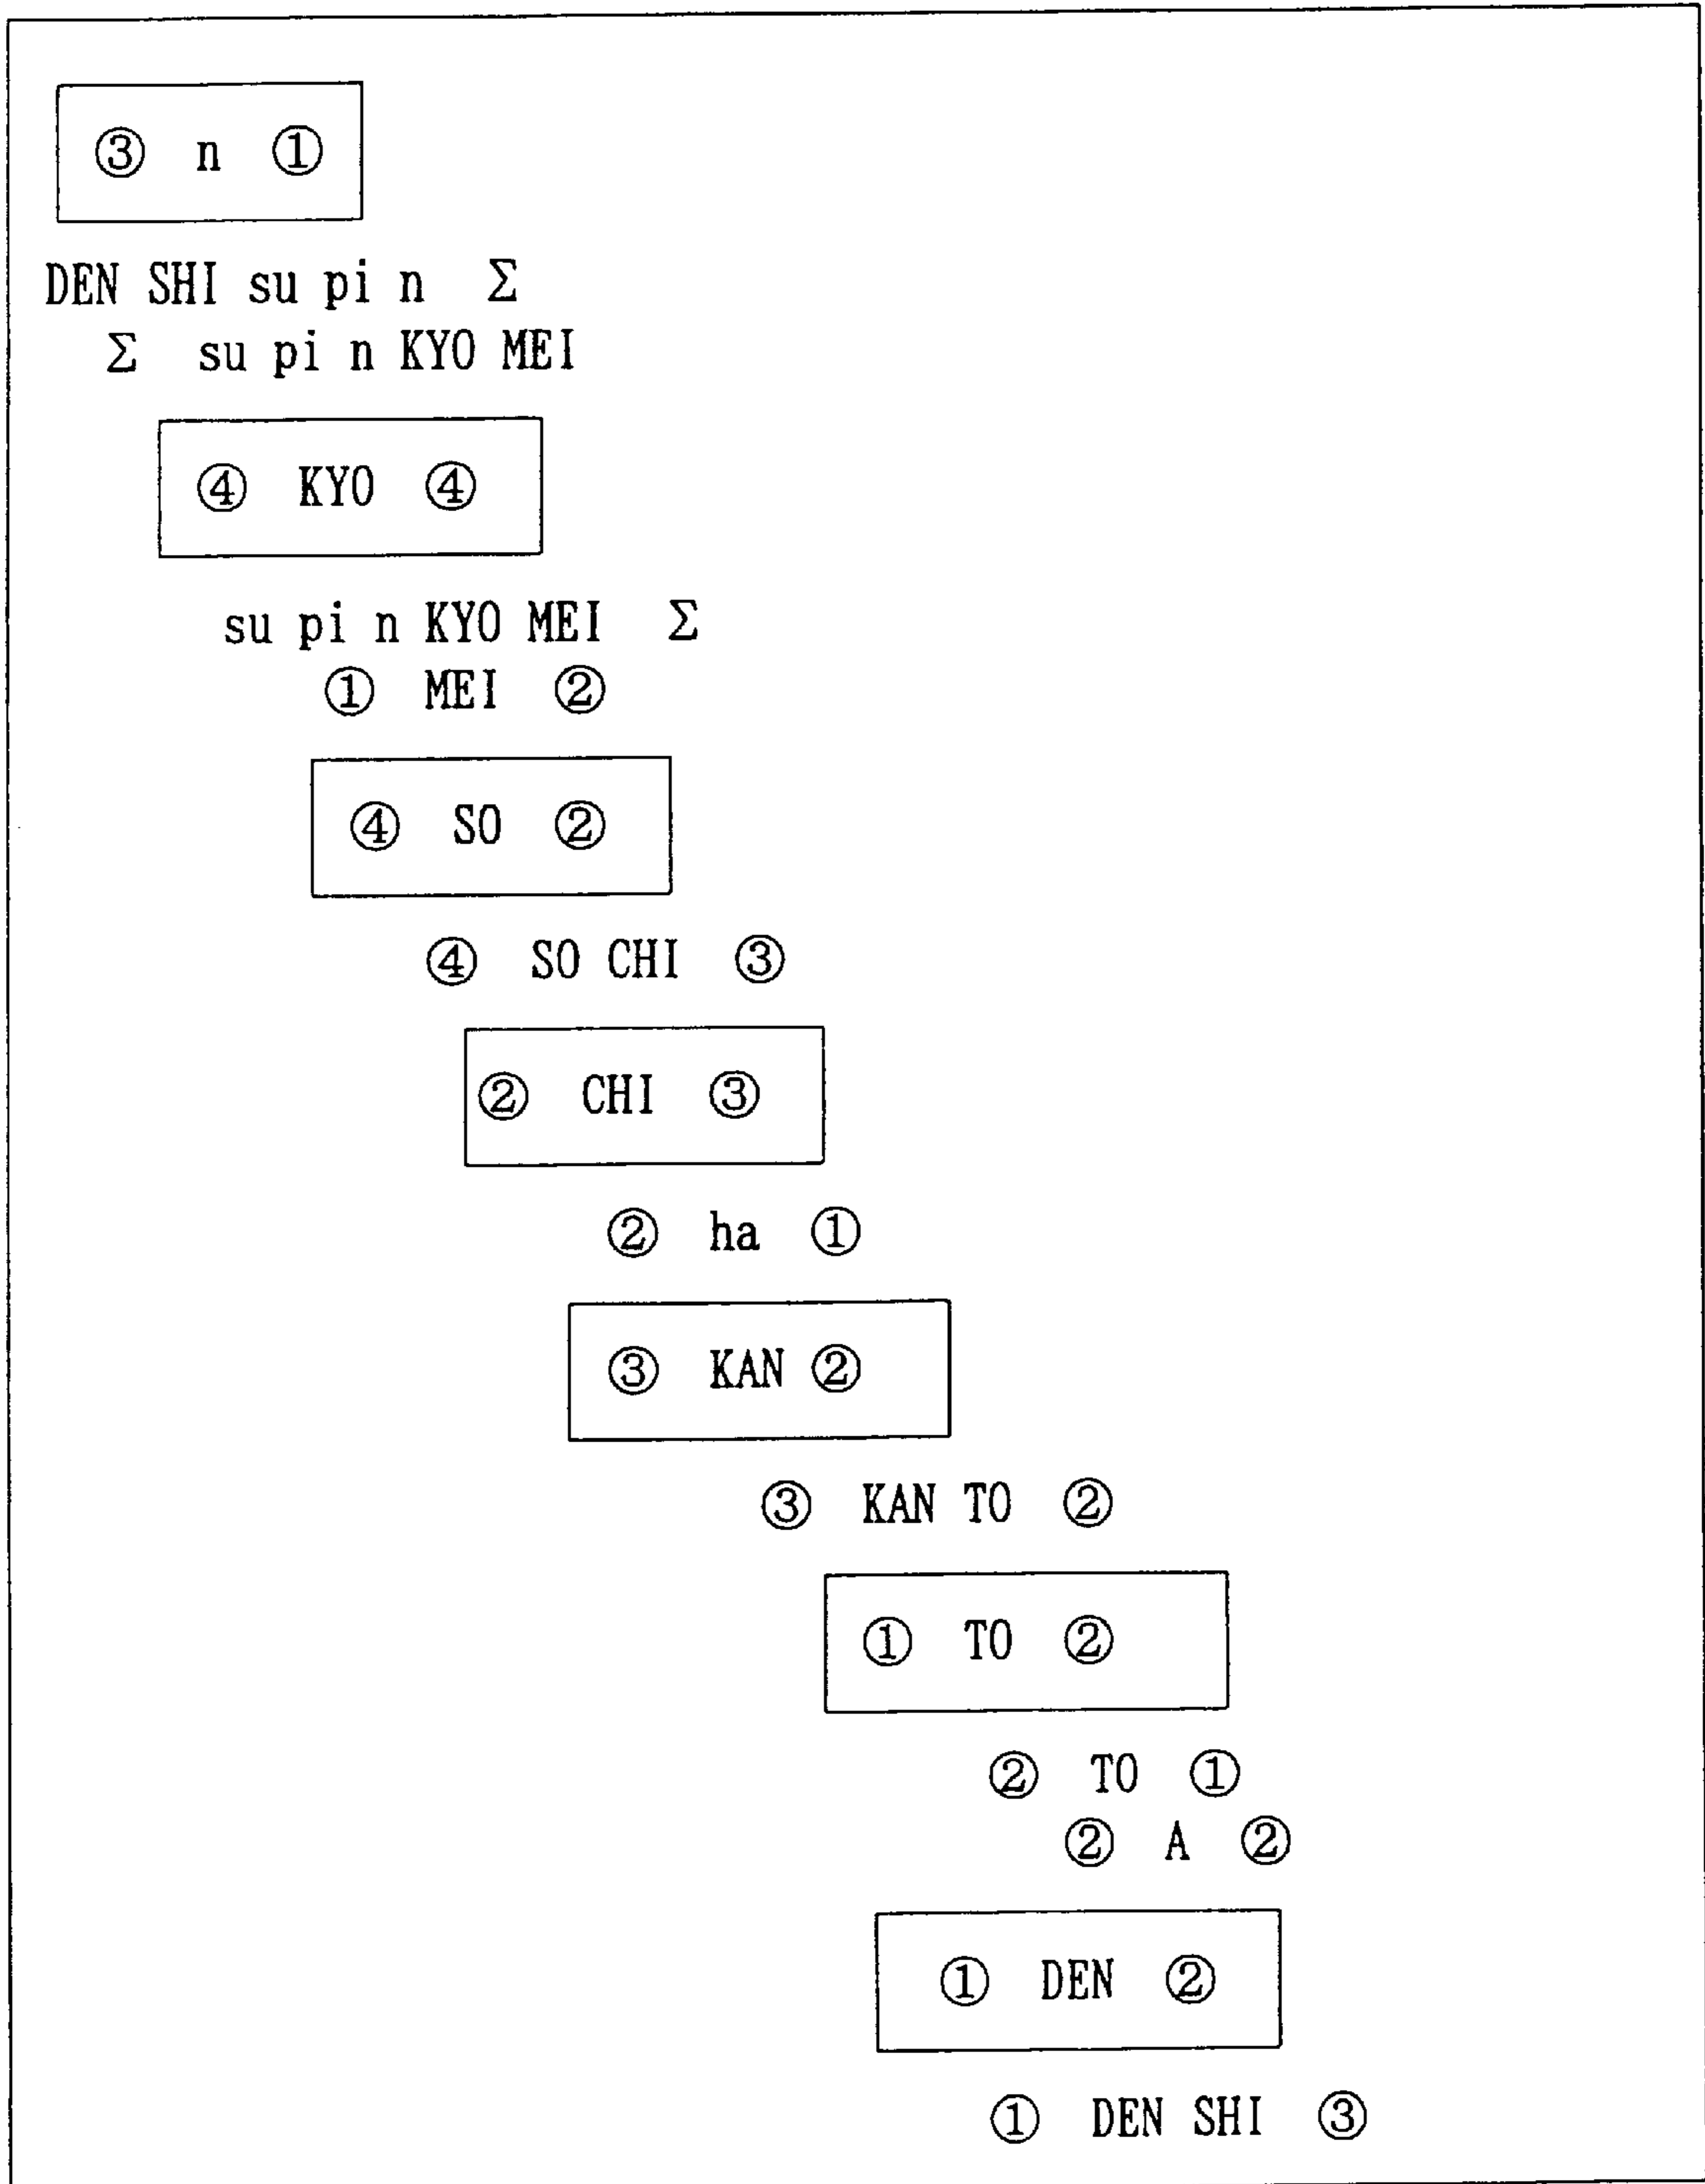 ③ n ①
DEN SHI su pi n Σ
Σ su pi n KYO MEI
④ KYO ④
su pi n KYO MEI Σ
① MEI ②
④ SO ②
④ SO CHI ③
② CHI ③
② ha ①
③ KAN ②
③ KAN TO ②
① TO ②
② TO ①
② A ②
① DEN ②
① DEN SHI ③